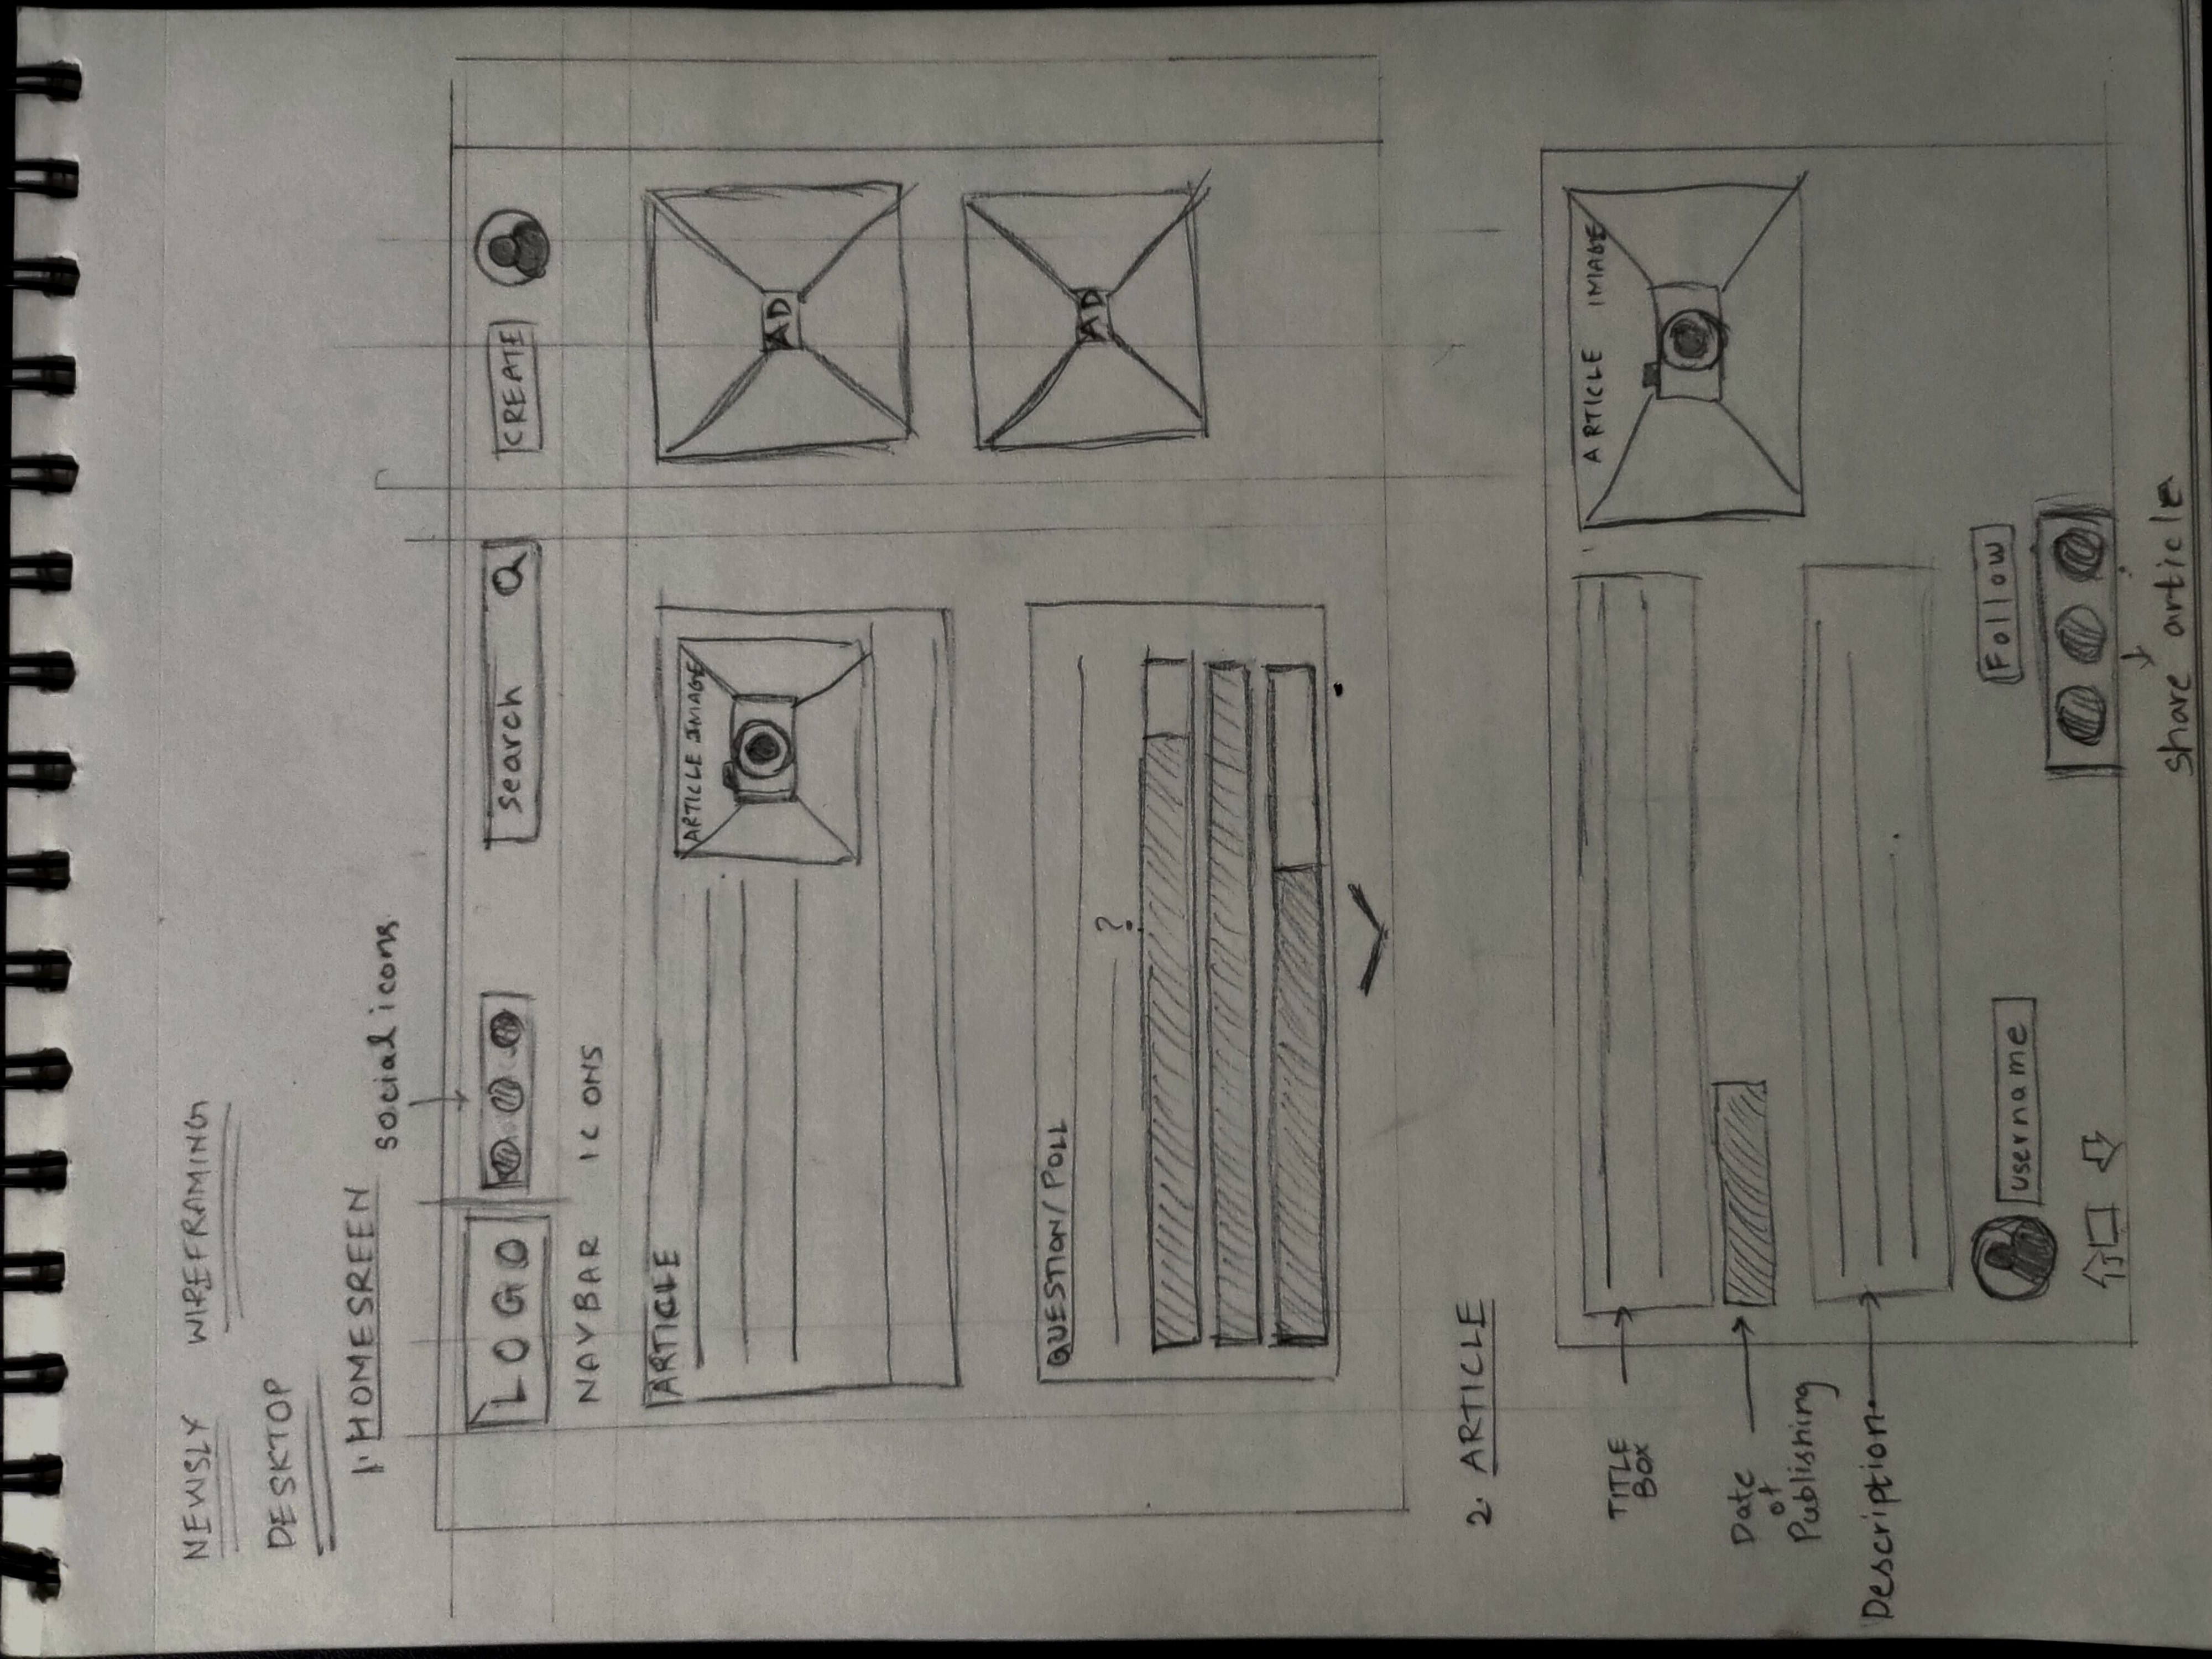 NEWSLY WIREFRAMING
DESKTOP
1. HOMESREEN
social icons
LOGO
search
CREATE
NAVBAR ICONS
ARTICLE
ARTICLE IMAGE
AD
QUESTION/POLL
?
AD
2. ARTICLE
TITLE
BOX
ARTICLE IMAGE
Date
of
Publishing
Description
username
Follow
share article